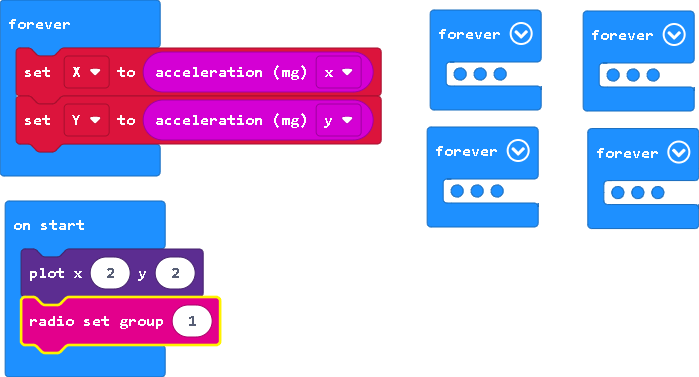 forever
set X to acceleration (mg) x
set Y to acceleration (mg) y
on start
plot x 2 y 2
radio set group 1
forever
forever
forever
forever